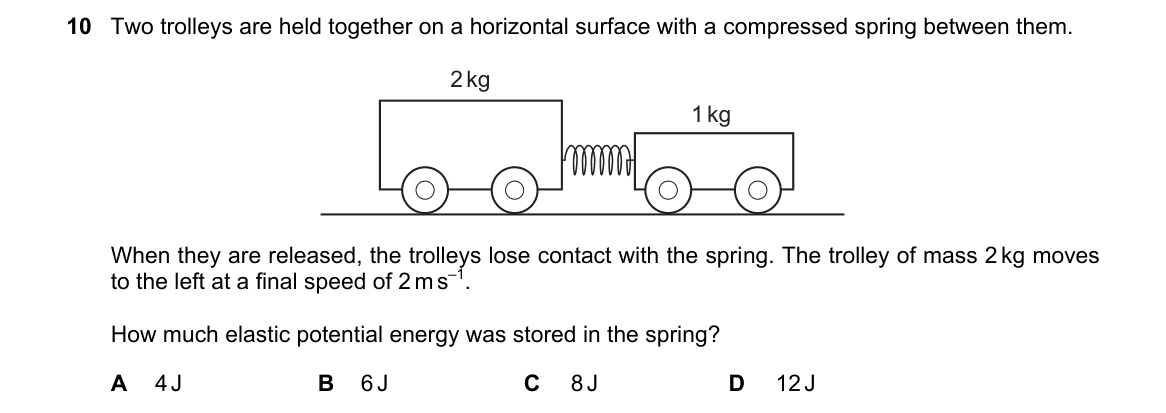 10 Two trolleys are held together on a horizontal surface with a compressed spring between them.
2 kg
1 kg
When they are released, the trolleys lose contact with the spring. The trolley of mass 2 kg moves
to the left at a final speed of 2 m s⁻¹.
How much elastic potential energy was stored in the spring?
A 4 J B 6 J C 8 J D 12 J